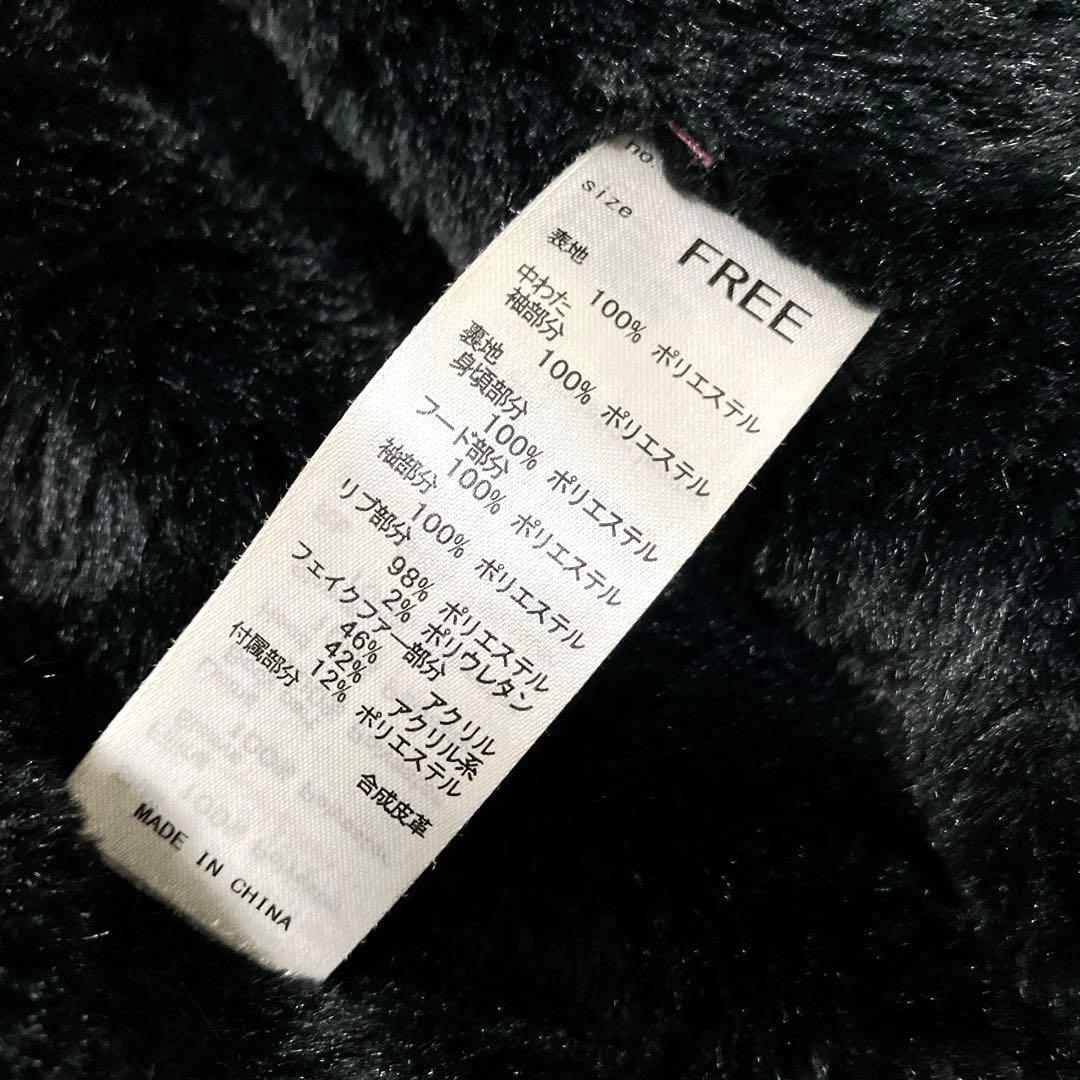 no
size FREE
表地
100% ポリエステル
中わた
袖部分
100% ポリエステル
裏地
身頃部分
100% ポリエステル
フード部分
100% ポリエステル
袖部分
100% ポリエステル
リブ部分
98% ポリエステル
2% ポリウレタン
フェイクファー部分
46% アクリル
42% アクリル系
12% ポリエステル
付属部分
合成皮革
MADE IN CHINA